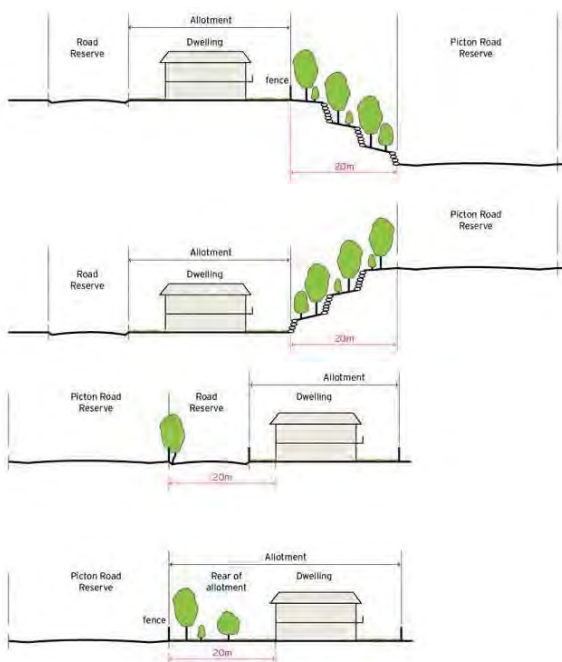 Allotment
Road
Reserve
Dwelling
fence
Picton Road
Reserve
20m
Allotment
Road
Reserve
Dwelling
Picton Road
Reserve
20m
Allotment
Picton Road
Reserve
Road
Reserve
Dwelling
20m
Allotment
Picton Road
Reserve
Rear of
allotment
Dwelling
fence
20m